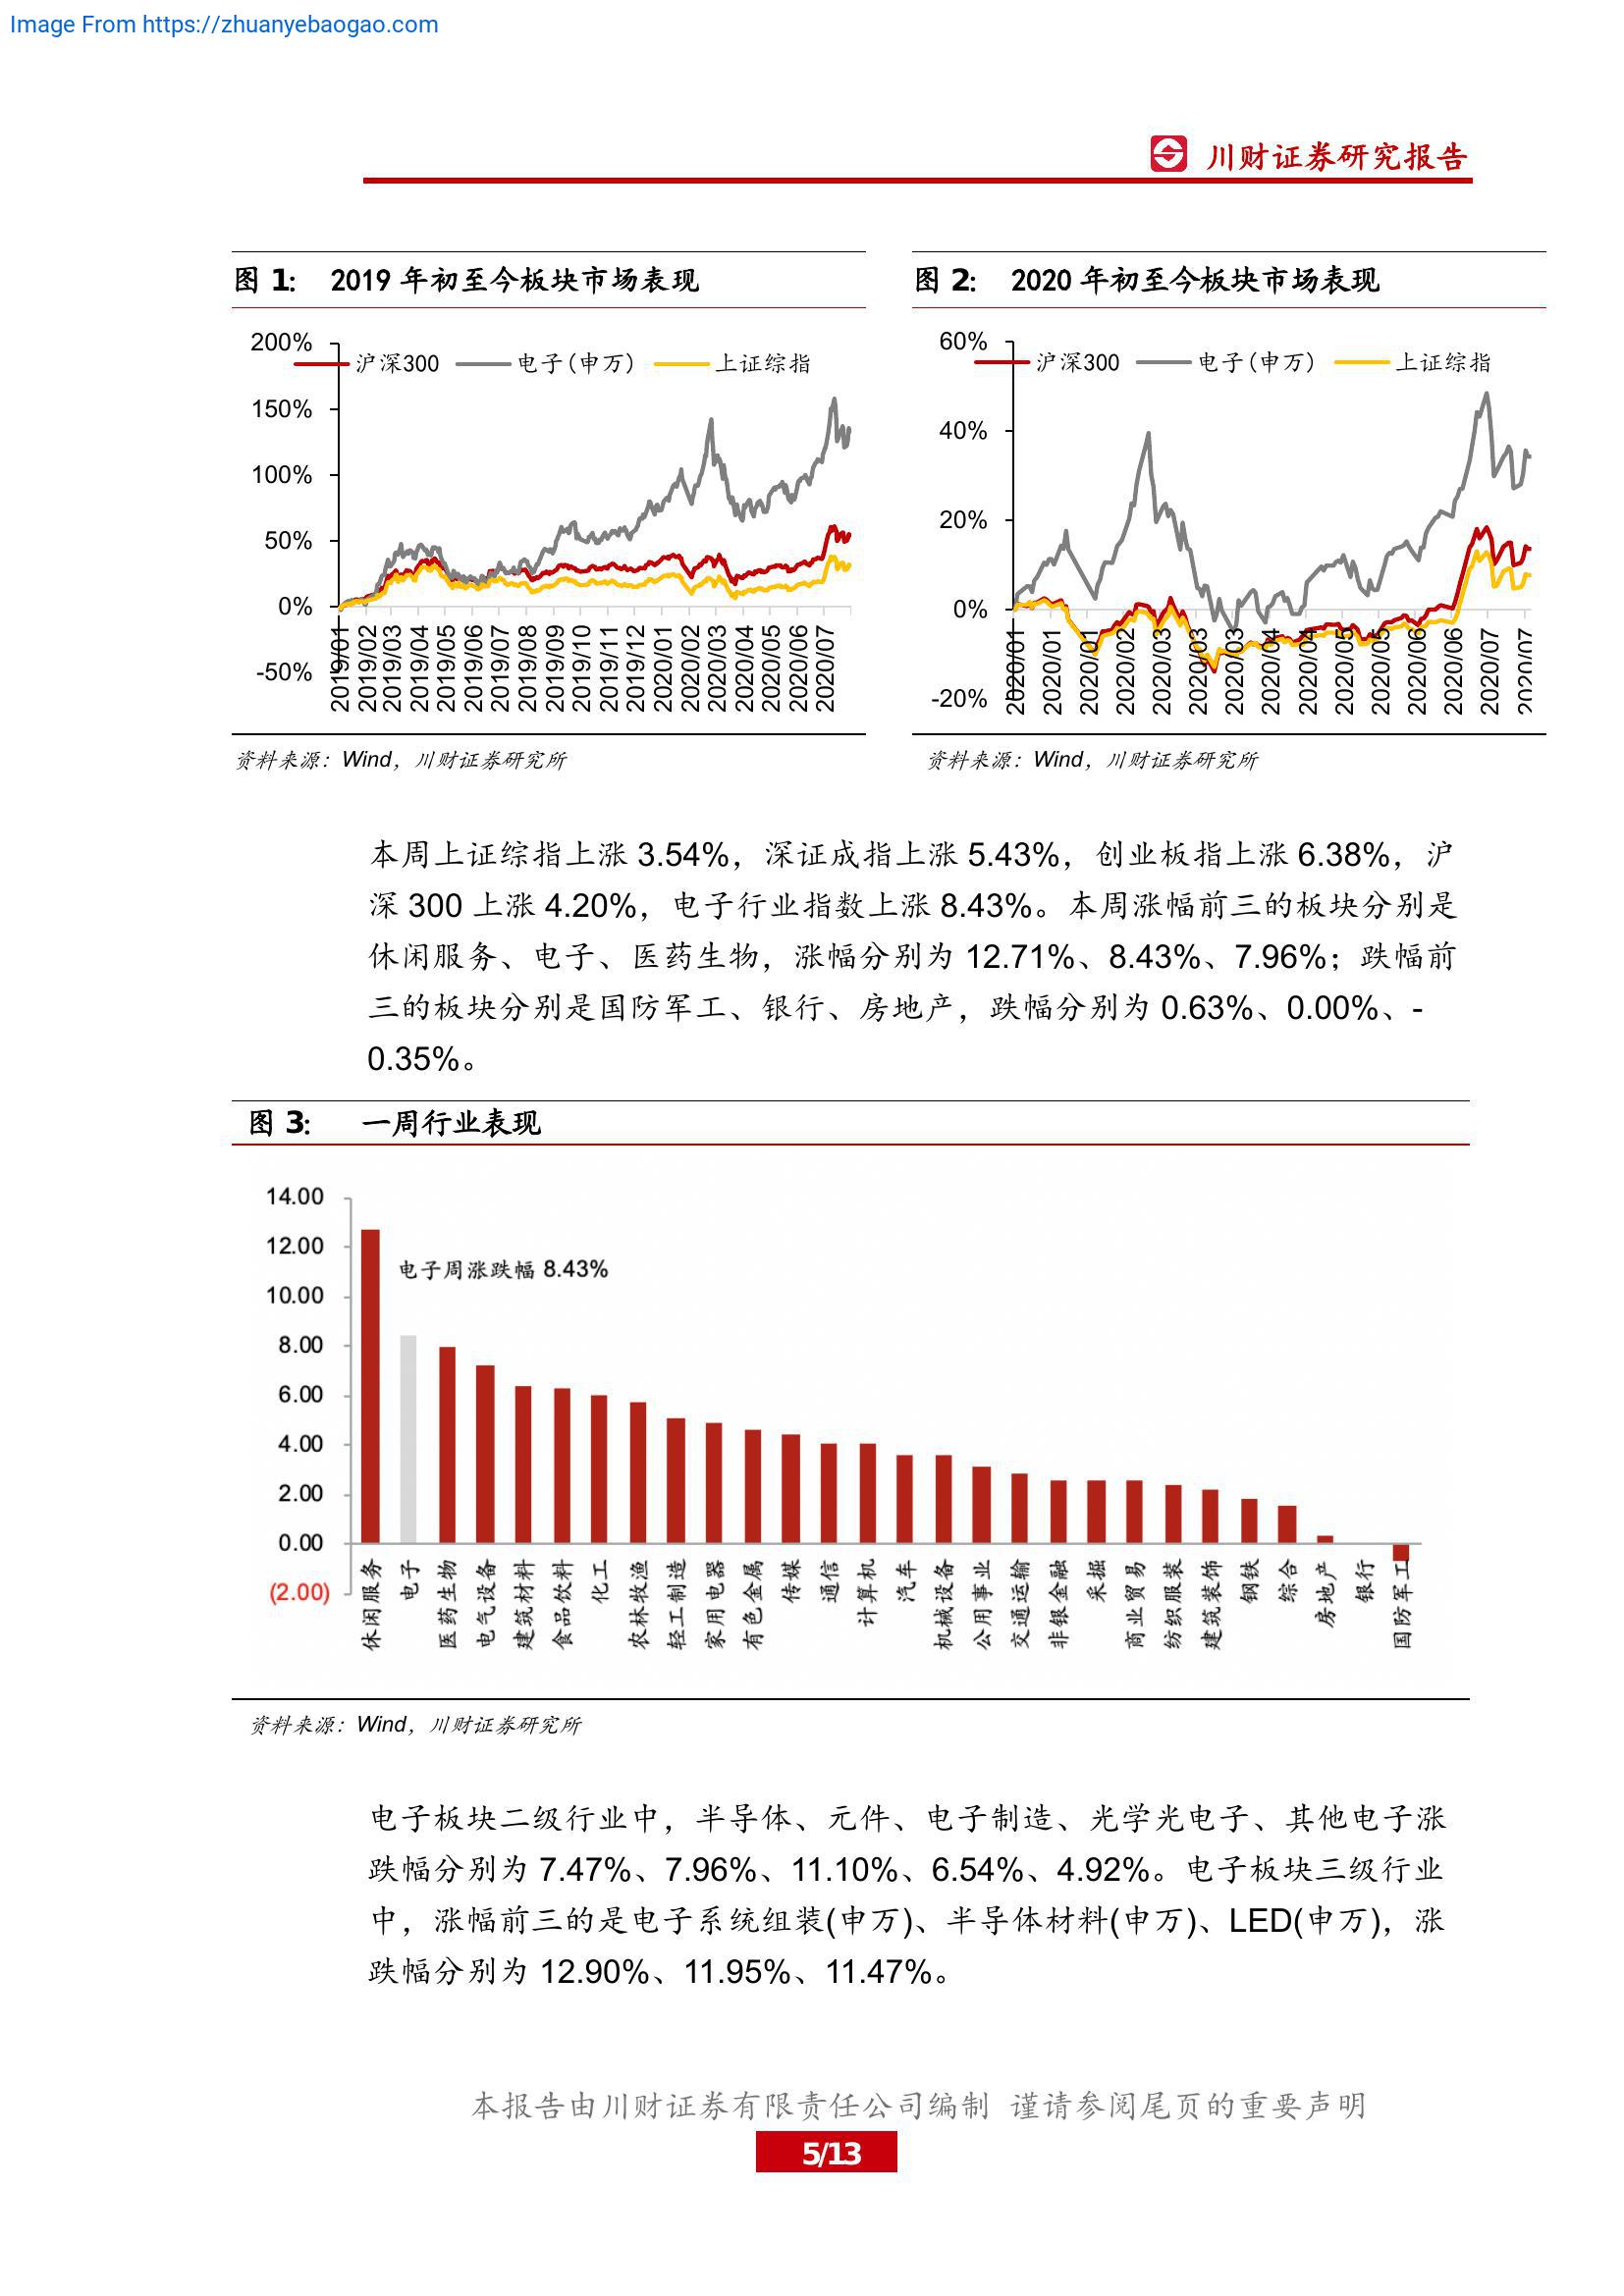 Image From https://zhuanyebaogao.com
川财证券研究报告
图 1: 2019 年初至今板块市场表现
200%
150%
100%
50%
0%
-50%
沪深300 电子(申万) 上证综指
2019/01 2019/02 2019/03 2019/04 2019/05 2019/06 2019/07 2019/08 2019/09 2019/10 2019/11 2019/12 2020/01 2020/02 2020/03 2020/04 2020/05 2020/06 2020/07
资料来源：Wind，川财证券研究所
图 2: 2020 年初至今板块市场表现
60%
40%
20%
0%
-20%
沪深300 电子(申万) 上证综指
2020/01 2020/01 2020/01 2020/02 2020/03 2020/03 2020/03 2020/04 2020/04 2020/05 2020/05 2020/06 2020/06 2020/07 2020/07
资料来源：Wind，川财证券研究所
本周上证综指上涨 3.54%，深证成指上涨 5.43%，创业板指上涨 6.38%，沪
深 300 上涨 4.20%，电子行业指数上涨 8.43%。本周涨幅前三的板块分别是
休闲服务、电子、医药生物，涨幅分别为 12.71%、8.43%、7.96%；跌幅前
三的板块分别是国防军工、银行、房地产，跌幅分别为 0.63%、0.00%、-
0.35%。
图 3: 一周行业表现
14.00
12.00
10.00
8.00
6.00
4.00
2.00
0.00
(2.00)
电子周涨跌幅 8.43%
休闲服务 电子 医药生物 电气设备 建筑材料 食品饮料 化工 农林牧渔 轻工制造 家用电器 有色金属 传媒 通信 计算机 汽车 机械设备 公用事业 交通运输 非银金融 采掘 商业贸易 纺织服装 建筑装饰 钢铁 综合 房地产 银行 国防军工
资料来源：Wind，川财证券研究所
电子板块二级行业中，半导体、元件、电子制造、光学光电子、其他电子涨
跌幅分别为 7.47%、7.96%、11.10%、6.54%、4.92%。电子板块三级行业
中，涨幅前三的是电子系统组装(申万)、半导体材料(申万)、LED(申万)，涨
跌幅分别为 12.90%、11.95%、11.47%。
本报告由川财证券有限责任公司编制 谨请参阅尾页的重要声明
5/13